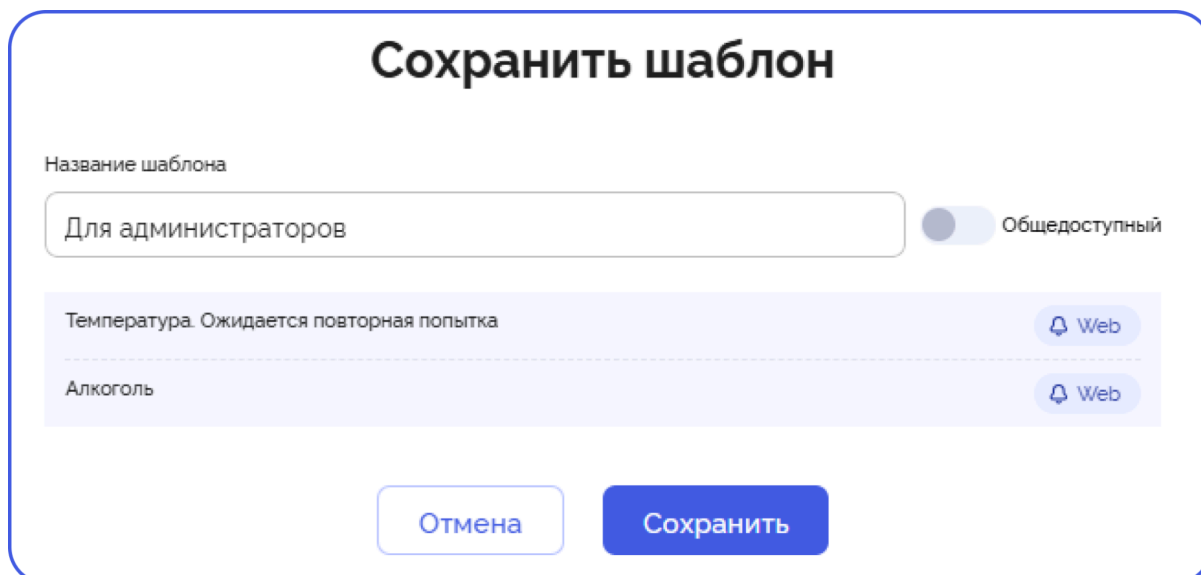 Сохранить шаблон
Название шаблона
Для администраторов
Общедоступный
Температура. Ожидается повторная попытка
Web
Алкоголь
Web
Отмена
Сохранить